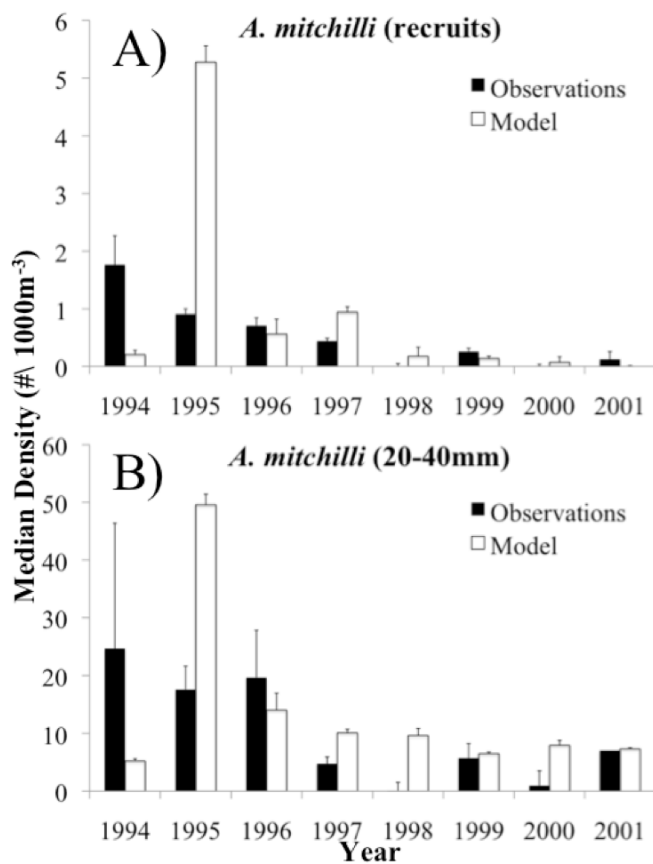 A)
A. mitchilli (recruits)
Observations
Model
6
5
4
3
2
1
0
1994 1995 1996 1997 1998 1999 2000 2001
Median Density (#\ 1000m⁻³)
B)
A. mitchilli (20-40mm)
Observations
Model
60
50
40
30
20
10
0
1994 1995 1996 1997 1998 1999 2000 2001
Year